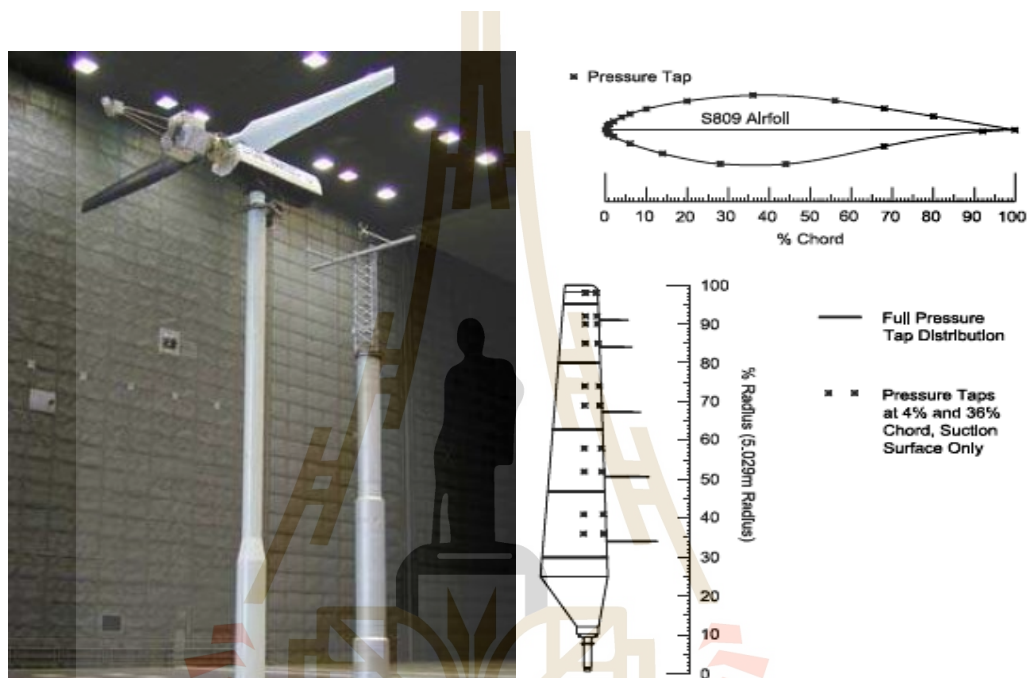 Pressure Tap
S809 Airfoll
0 10 20 30 40 50 60 70 80 90 100
% Chord
100
90
80
70
60
50
40
30
20
10
0
% Radius (5.029m Radius)
Full Pressure
Tap Distribution
Pressure Taps
at 4% and 36%
Chord, Suction
Surface Only